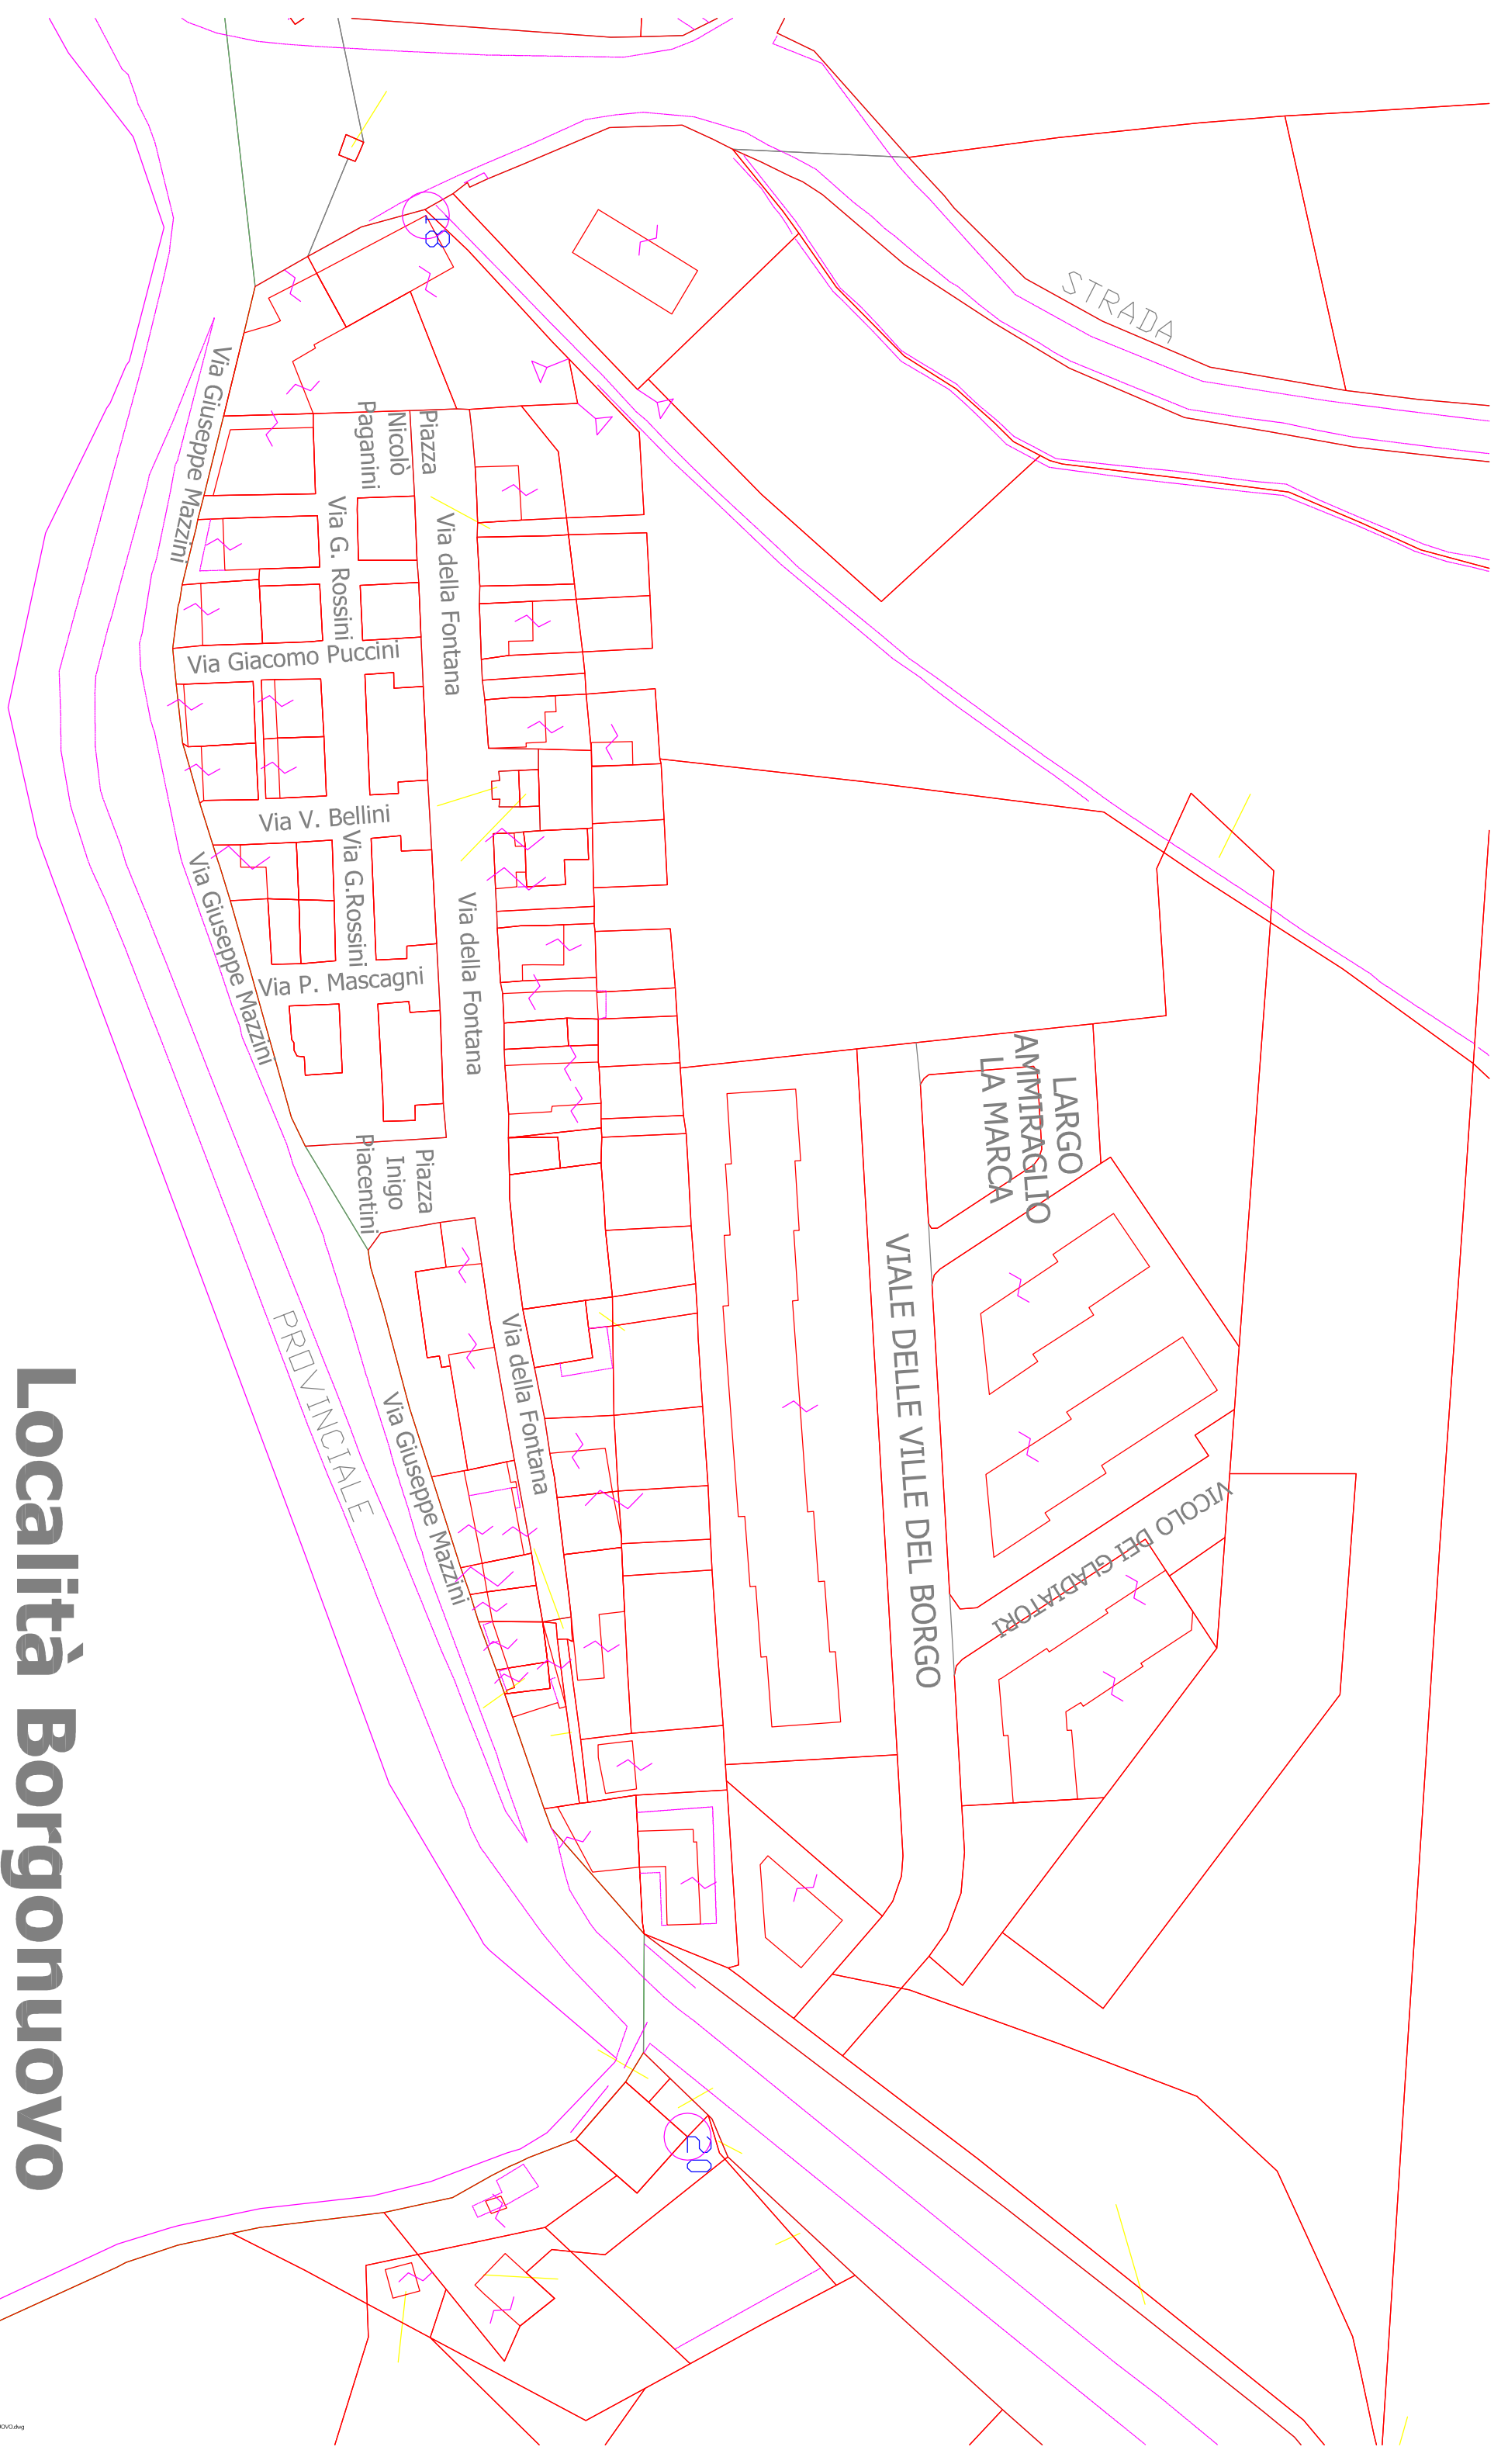 STRADA
18
Via Giuseppe Mazzini
Piazza
Nicolò
Paganini
Via G. Rossini
Via della Fontana
Via Giacomo Puccini
Via V. Bellini
Via G.Rossini
Via Giuseppe Mazzini
Via della Fontana
Via P. Mascagni
LARGO
AMMIRAGLIO
LA MARCA
Piazza
Inigo
Piacentini
VIALE DELLE VILLE DEL BORGO
PROVINCIALE
Via della Fontana
Via Giuseppe Mazzini
VICOLO DEI GLADIATORI
Località Borgonuovo
20
OVO.dwg